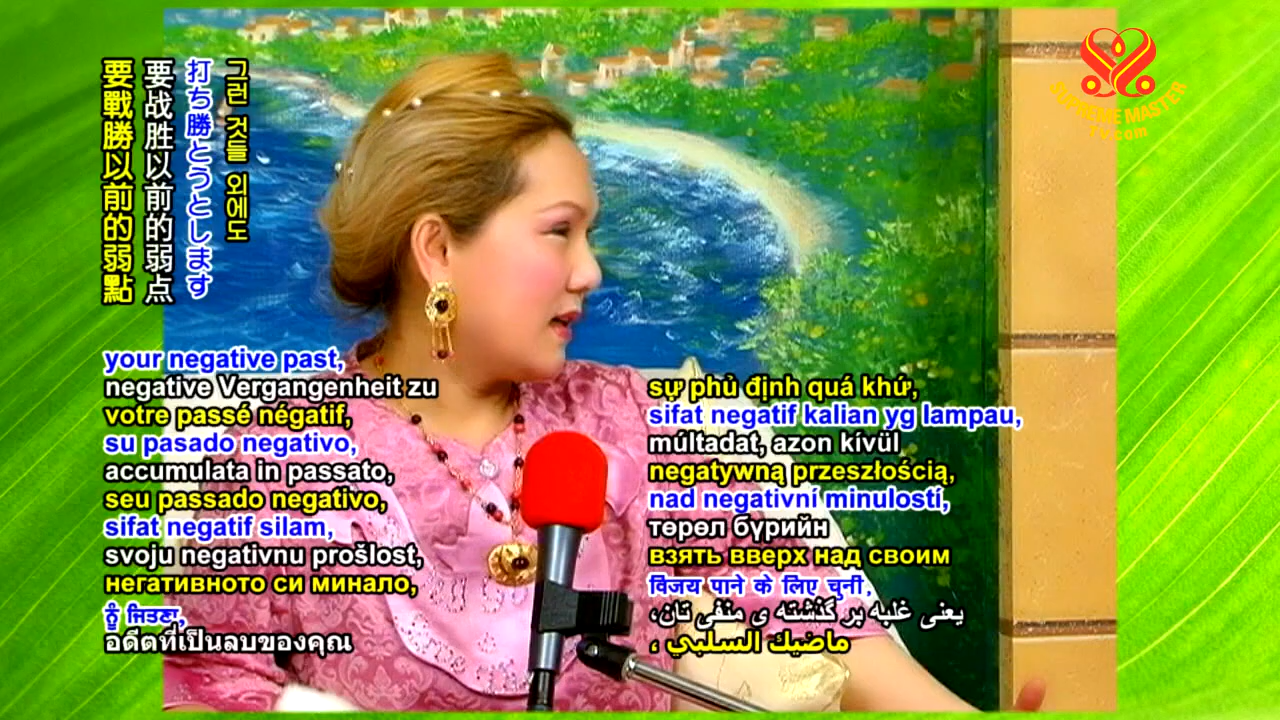 SUPREME MASTER
TV.com
그런 것들 외에도
打ち勝とうとします
要战胜以前的弱点
要戰勝以前的弱點
your negative past,
negative Vergangenheit zu
votre passé négatif,
su pasado negativo,
accumulata in passato,
seu passado negativo,
sifat negatif silam,
svoju negativnu prošlost,
негативното си минало,
ਨੂੰ ਜਿਤਣਾ,
อดีตที่เป็นลบของคุณ
sự phủ định quá khứ,
sifat negatif kalian yg lampau,
múltadat, azon kívül
negatywną przeszłością,
nad negativní minulostí,
төрөл бүрийн
взять вверх над своим
विजय पाने के लिए चुनीं,
یعنی غلبه بر گذشته ی منفی تان،
ماضيك السلبي ،